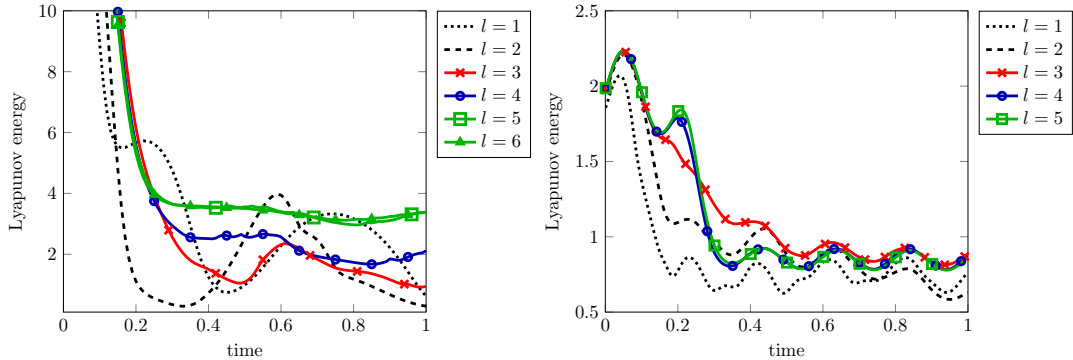 Lyapunov energy
10
8
6
4
2
0
0.2
0.4
0.6
0.8
1
time
l = 1
l = 2
l = 3
l = 4
l = 5
l = 6
Lyapunov energy
2.5
2
1.5
1
0.5
0
0.2
0.4
0.6
0.8
1
time
l = 1
l = 2
l = 3
l = 4
l = 5